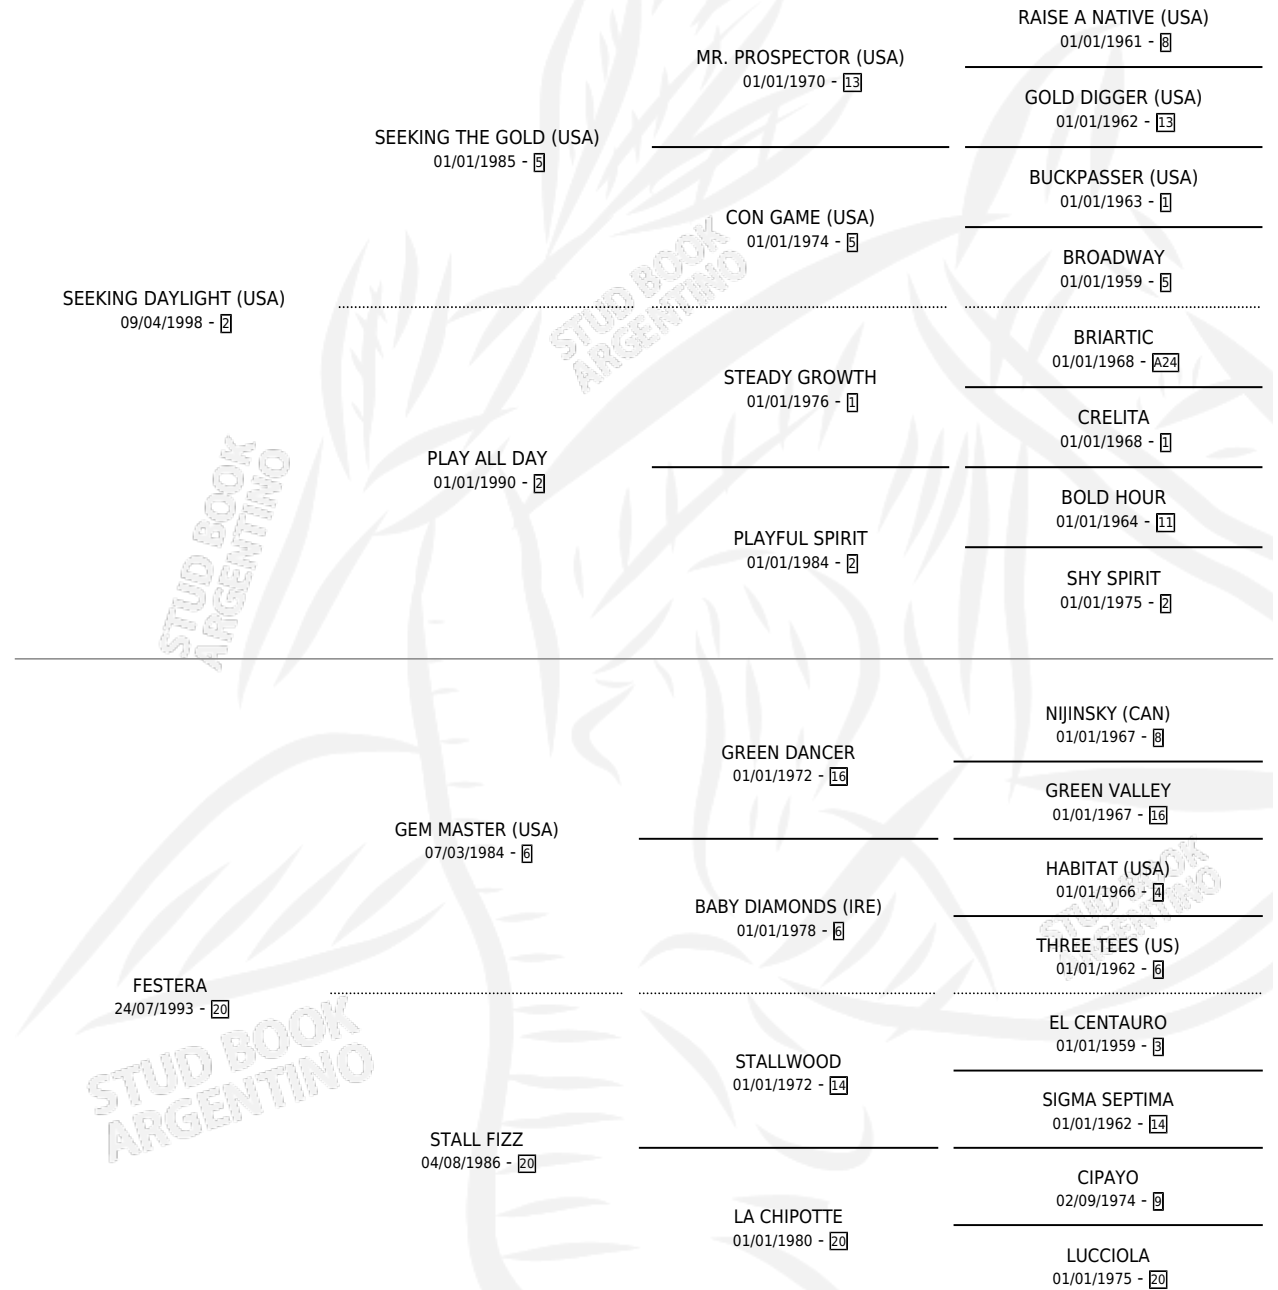 RAISE A NATIVE (USA)
01/01/1961 - 8
MR. PROSPECTOR (USA)
01/01/1970 - 13
GOLD DIGGER (USA)
01/01/1962 - 13
SEEKING THE GOLD (USA)
01/01/1985 - 5
BUCKPASSER (USA)
01/01/1963 - 1
CON GAME (USA)
01/01/1974 - 5
BROADWAY
01/01/1959 - 5
SEEKING DAYLIGHT (USA)
09/04/1998 - 2
BRIARTIC
01/01/1968 - A24
STEADY GROWTH
01/01/1976 - 1
CRELITA
01/01/1968 - 1
PLAY ALL DAY
01/01/1990 - 2
BOLD HOUR
01/01/1964 - 11
PLAYFUL SPIRIT
01/01/1984 - 2
SHY SPIRIT
01/01/1975 - 2
NIJINSKY (CAN)
01/01/1967 - 8
GREEN DANCER
01/01/1972 - 16
GREEN VALLEY
01/01/1967 - 16
GEM MASTER (USA)
07/03/1984 - 6
HABITAT (USA)
01/01/1966 - 4
BABY DIAMONDS (IRE)
01/01/1978 - 6
THREE TEES (US)
01/01/1962 - 6
FESTERA
24/07/1993 - 20
EL CENTAURO
01/01/1959 - 3
STALLWOOD
01/01/1972 - 14
SIGMA SEPTIMA
01/01/1962 - 14
STALL FIZZ
04/08/1986 - 20
CIPAYO
02/09/1974 - 9
LA CHIPOTTE
01/01/1980 - 20
LUCCIOLA
01/01/1975 - 20
STUD BOOK
ARGENTINO
STUD BOOK
ARGENTINO
STUD BOOK
ARGENTINO
STUD BOOK
ARGENTINO